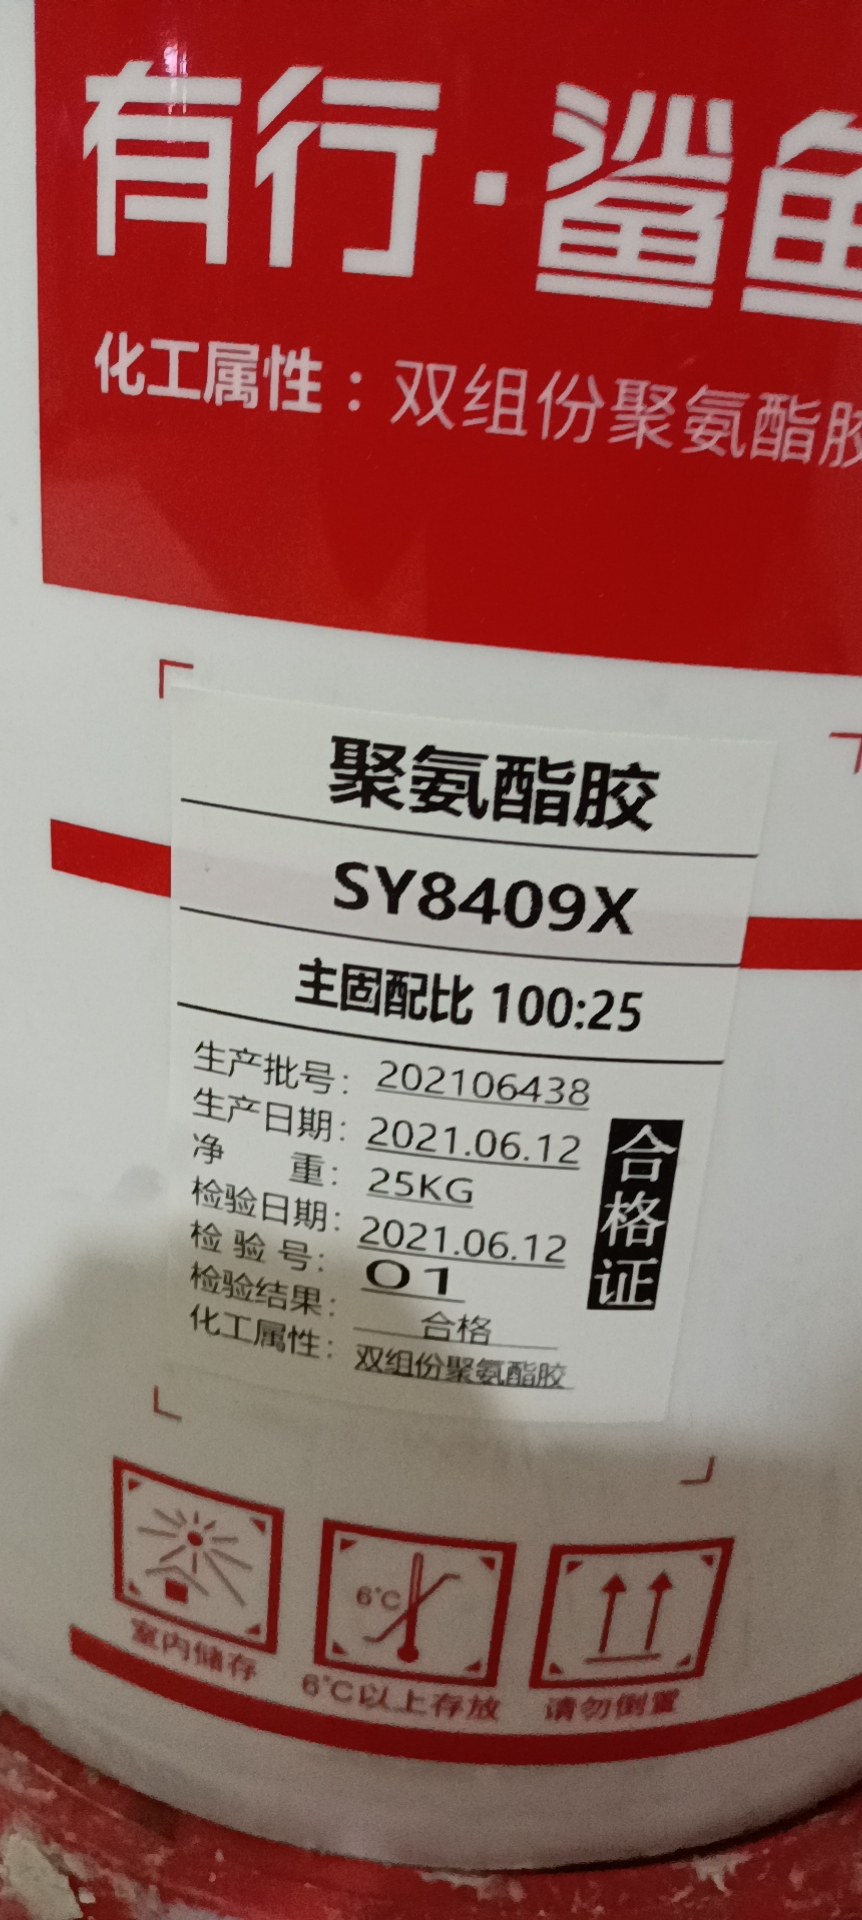 有行·鲨鱼
化工属性：双组份聚氨酯胶
聚氨酯胶
SY8409X
主固配比 100:25
生产批号：202106438
生产日期：2021.06.12
净　　重：25KG
检验日期：2021.06.12
检 验 号：01
检验结果：合格
化工属性：双组份聚氨酯胶
合格证
6℃
室内储存
6℃以上存放
请勿倒置